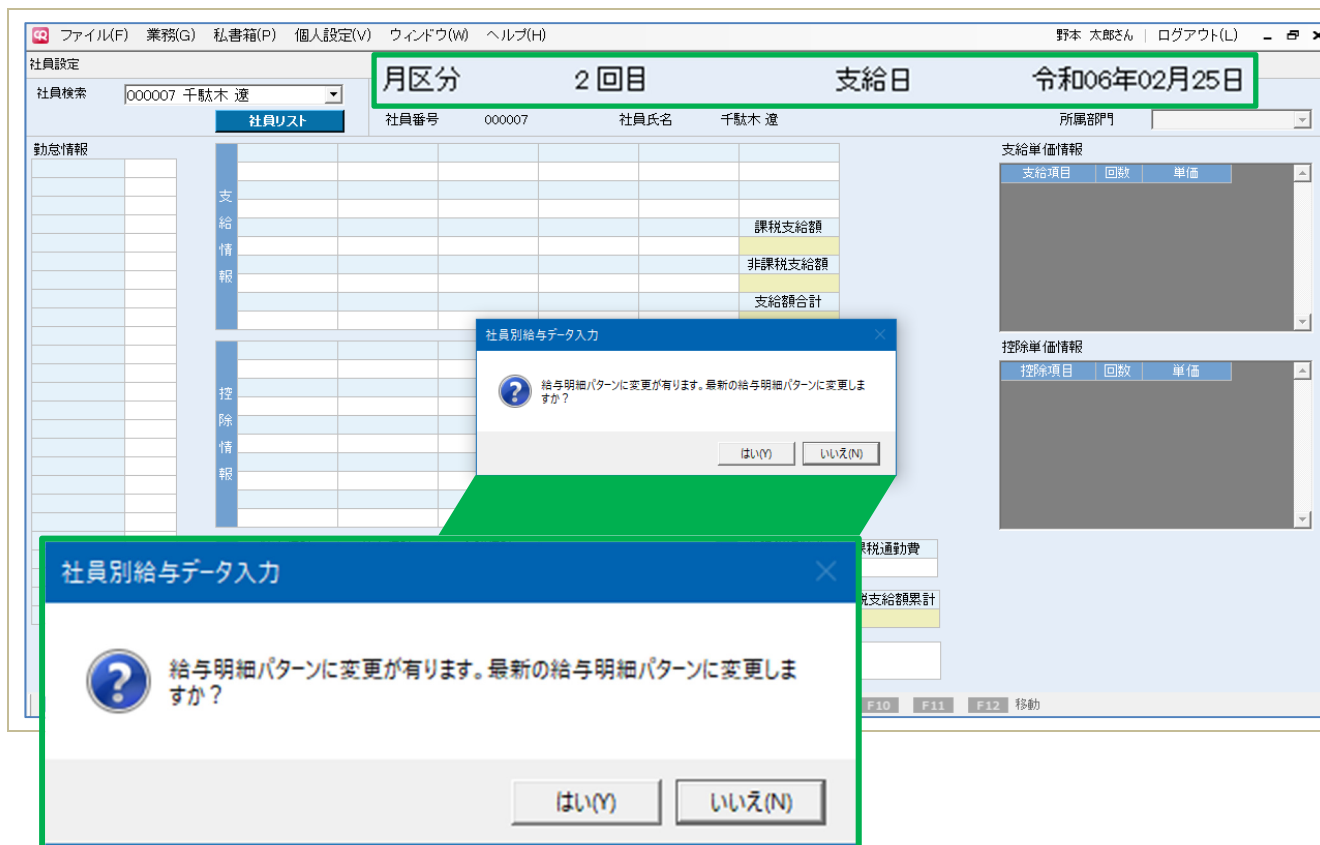 ファイル(F) 業務(G) 私書箱(P) 個人設定(V) ウィンドウ(W) ヘルプ(H) 野本 太郎さん | ログアウト(L)
社員設定
月区分 2回目 支給日 令和06年02月25日
社員検索 000007 千駄木 遼
社員リスト 社員番号 000007 社員氏名 千駄木 遼 所属部門
勤怠情報
支給情報
課税支給額
非課税支給額
支給額合計
支給単価情報
支給項目 回数 単価
社員別給与データ入力
給与明細パターンに変更が有ります。最新の給与明細パターンに変更しま
すか?
はい(Y) いいえ(N)
控除情報
控除単価情報
控除項目 回数 単価
税通勤費
支給額累計
F10 F11 F12 移動
社員別給与データ入力
給与明細パターンに変更が有ります。最新の給与明細パターンに変更しま
すか?
はい(Y) いいえ(N)